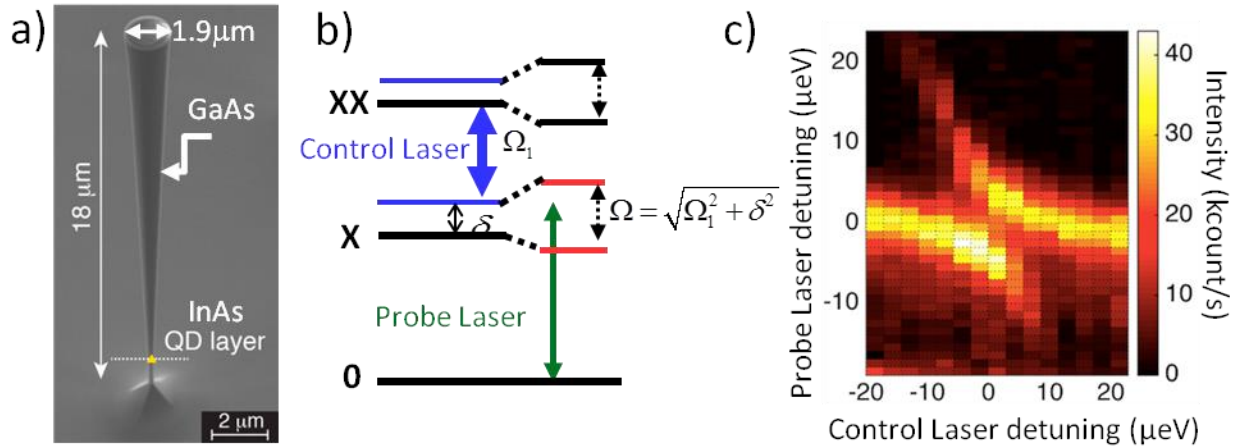 a)
1.9μm
GaAs
18 μm
InAs
QD layer
2 μm
b)
XX
Control Laser
Ω₁
X
δ
Ω=√(Ω₁²+δ²)
Probe Laser
0
c)
Probe Laser detuning (μeV)
20
10
0
-10
-20
-10
0
10
20
Control Laser detuning (μeV)
40
30
20
10
0
Intensity (kcount/s)